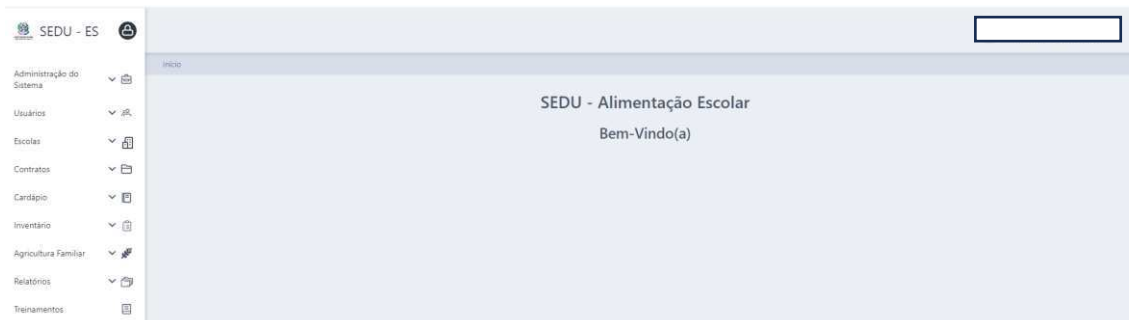 SEDU - ES
Início
SEDU - Alimentação Escolar
Bem-Vindo(a)
Administração do
Sistema
Usuários
Escolas
Contratos
Cardápio
Inventário
Agricultura Familiar
Relatórios
Treinamentos